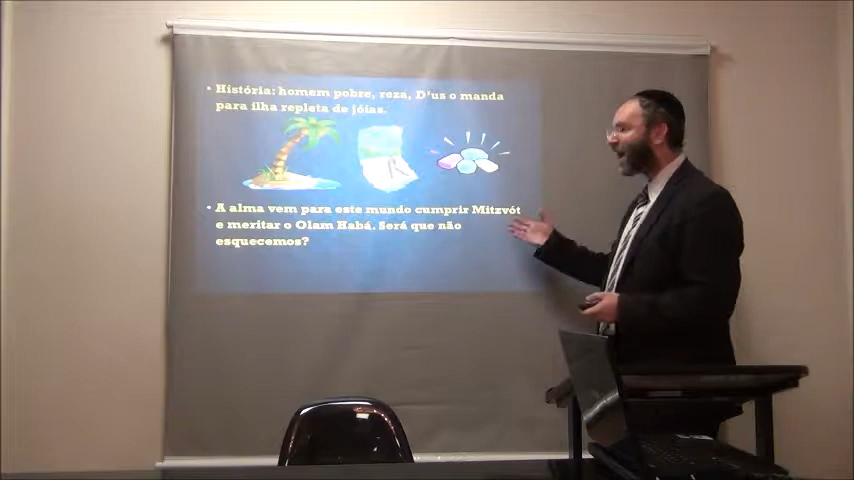 • História: homem pobre, reza, D'us o manda
para ilha repleta de jóias.
• A alma vem para este mundo cumprir Mitzvót
e meritar o Olam Habá. Será que não
esquecemos?